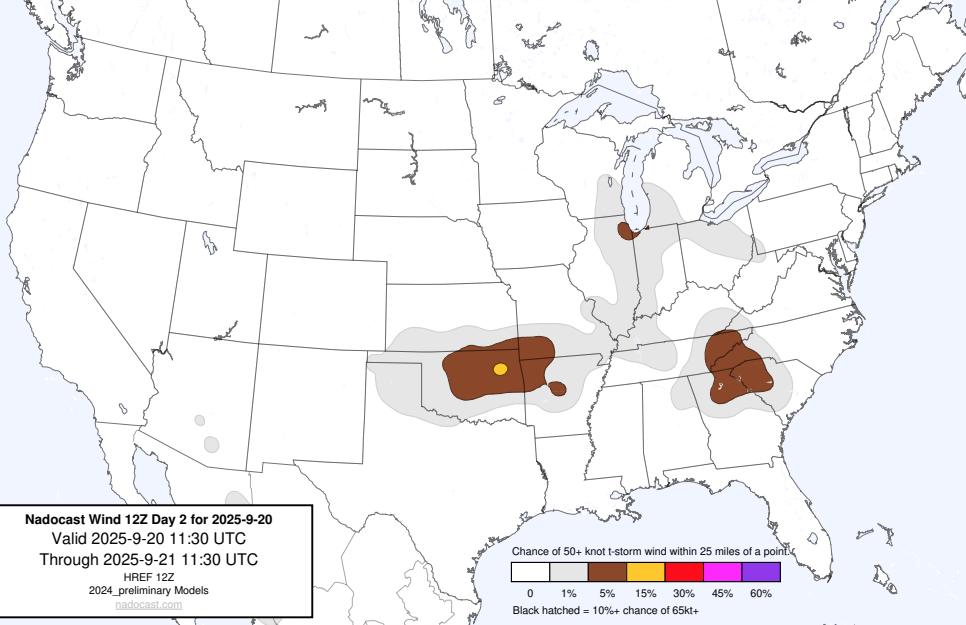 Nadocast Wind 12Z Day 2 for 2025-9-20
Valid 2025-9-20 11:30 UTC
Through 2025-9-21 11:30 UTC
HREF 12Z
2024_preliminary Models
nadocast.com
Chance of 50+ knot t-storm wind within 25 miles of a point.
0 1% 5% 15% 30% 45% 60%
Black hatched = 10%+ chance of 65kt+